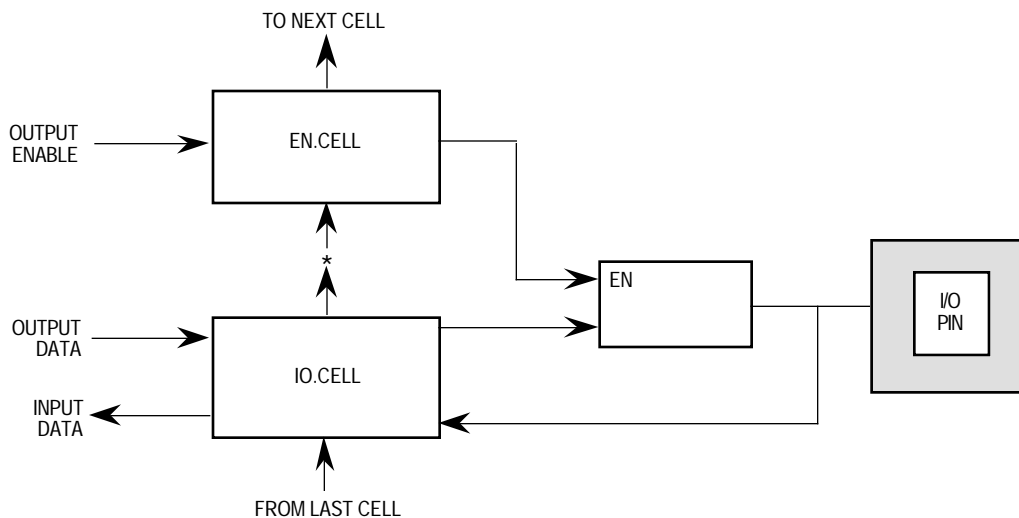 TO NEXT CELL
OUTPUT
ENABLE
EN.CELL
*
EN
I/O
PIN
OUTPUT
DATA
IO.CELL
INPUT
DATA
FROM LAST CELL